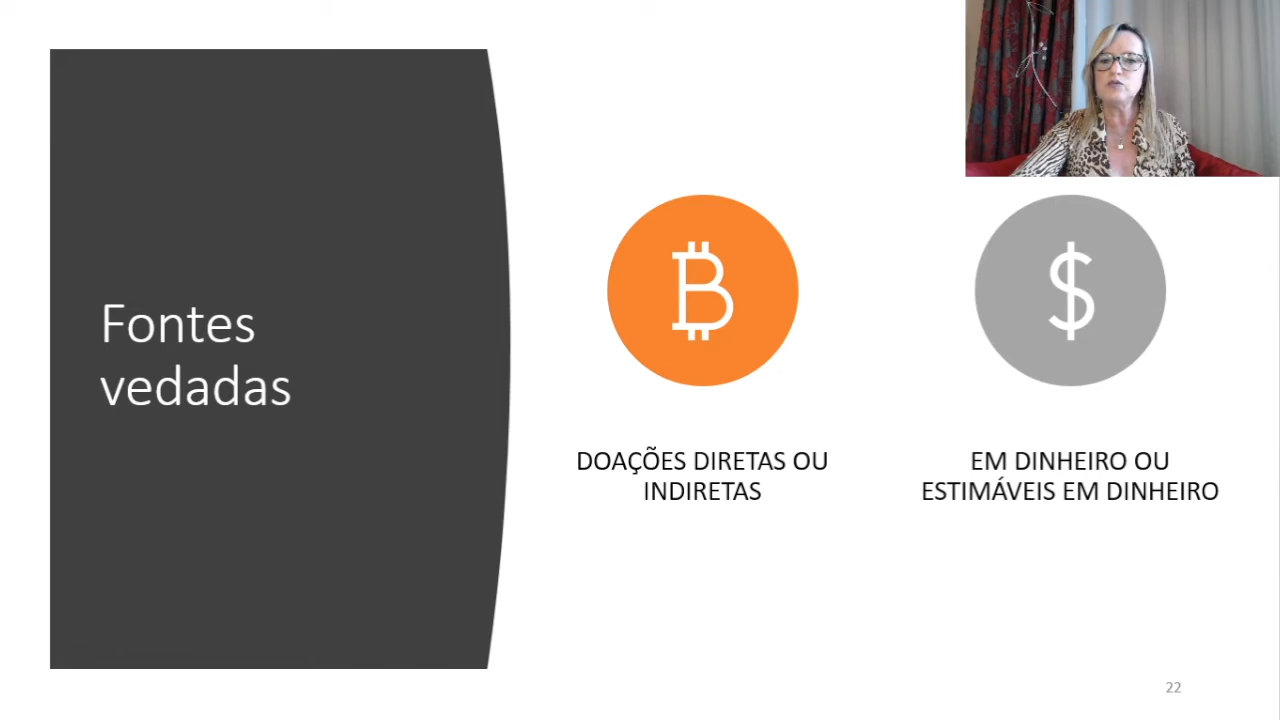 Fontes
vedadas
DOAÇÕES DIRETAS OU
INDIRETAS
EM DINHEIRO OU
ESTIMÁVEIS EM DINHEIRO
22